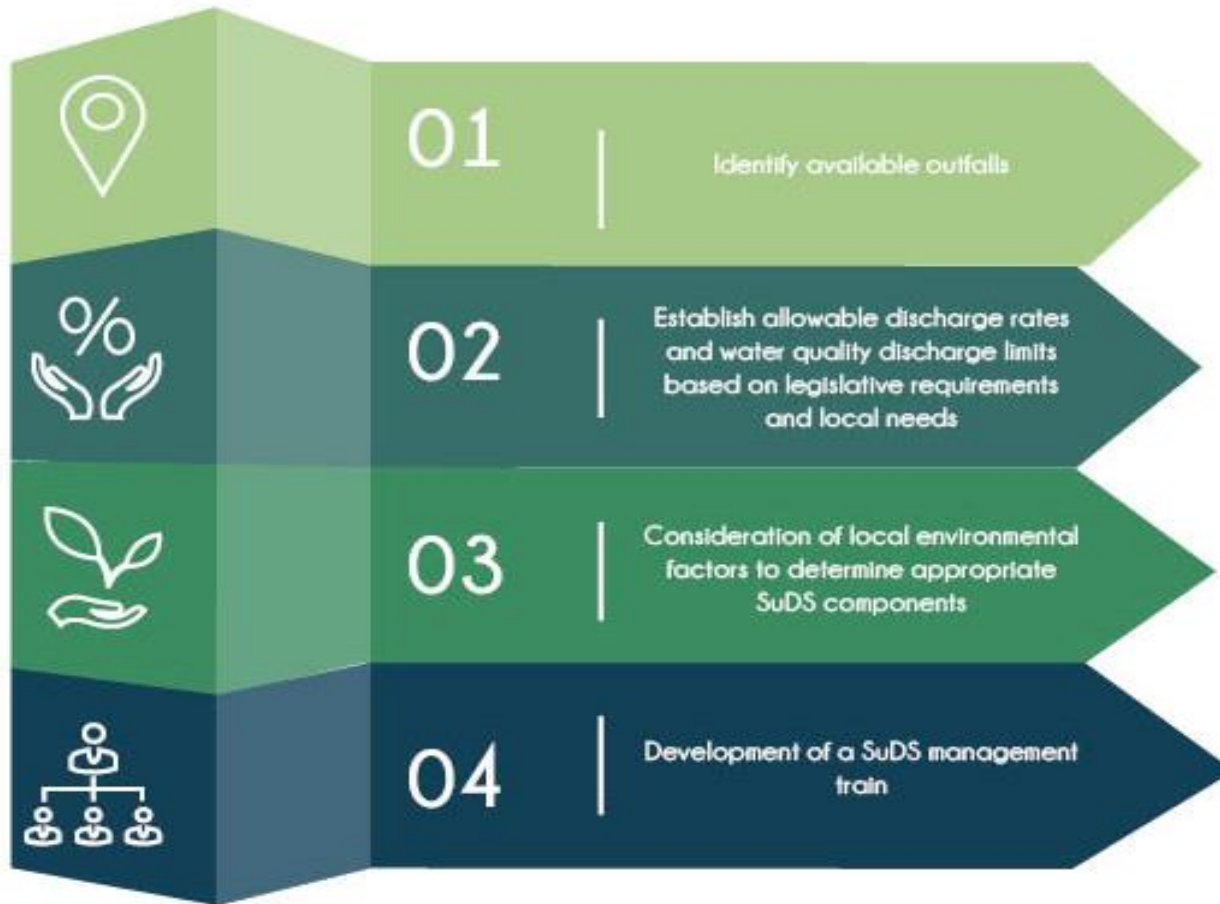 01
Identify available outfalls
%
02
Establish allowable discharge rates
and water quality discharge limits
based on legislative requirements
and local needs
03
Consideration of local environmental
factors to determine appropriate
SuDS components
04
Development of a SuDS management
train